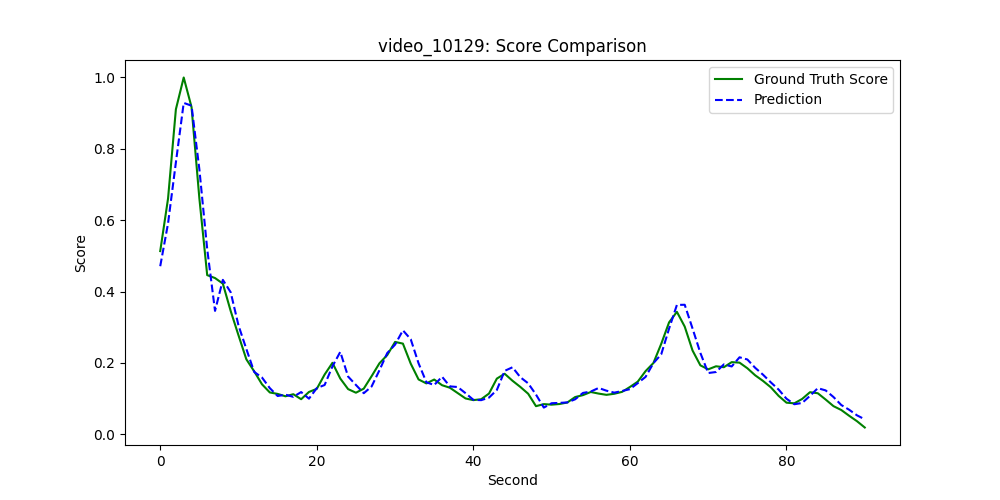 video_10129: Score Comparison
Ground Truth Score
Prediction
1.0
0.8
0.6
0.4
0.2
0.0
Score
0 20 40 60 80
Second